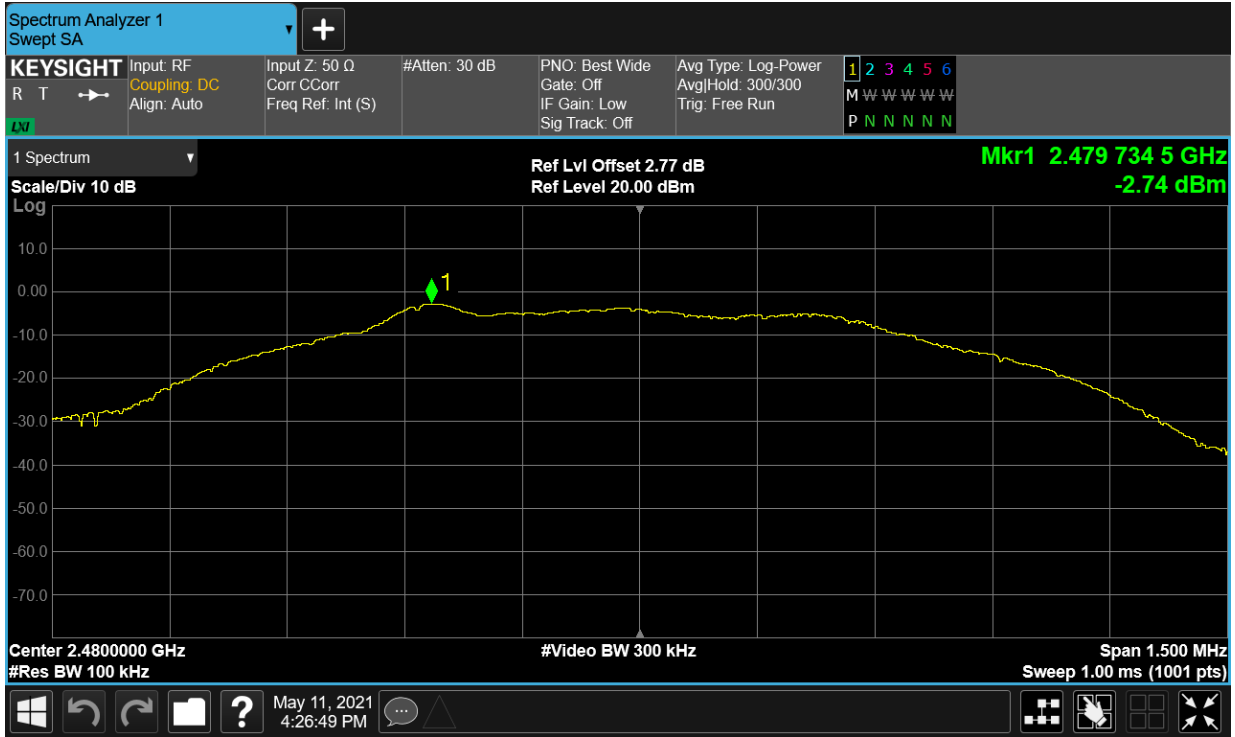 Spectrum Analyzer 1
Swept SA
▼
+
KEYSIGHT
R T
LXI
Input: RF
Coupling: DC
Align: Auto
Input Z: 50 Ω
Corr CCorr
Freq Ref: Int (S)
#Atten: 30 dB
PNO: Best Wide
Gate: Off
IF Gain: Low
Sig Track: Off
Avg Type: Log-Power
Avg|Hold: 300/300
Trig: Free Run
1 2 3 4 5 6
M W W W W W
P N N N N N
1 Spectrum ▼
Scale/Div 10 dB
Ref Lvl Offset 2.77 dB
Ref Level 20.00 dBm
Mkr1 2.479 734 5 GHz
-2.74 dBm
Log
10.0
1
0.00
-10.0
-20.0
-30.0
-40.0
-50.0
-60.0
-70.0
Center 2.4800000 GHz
#Res BW 100 kHz
#Video BW 300 kHz
Span 1.500 MHz
Sweep 1.00 ms (1001 pts)
?
May 11, 2021
4:26:49 PM